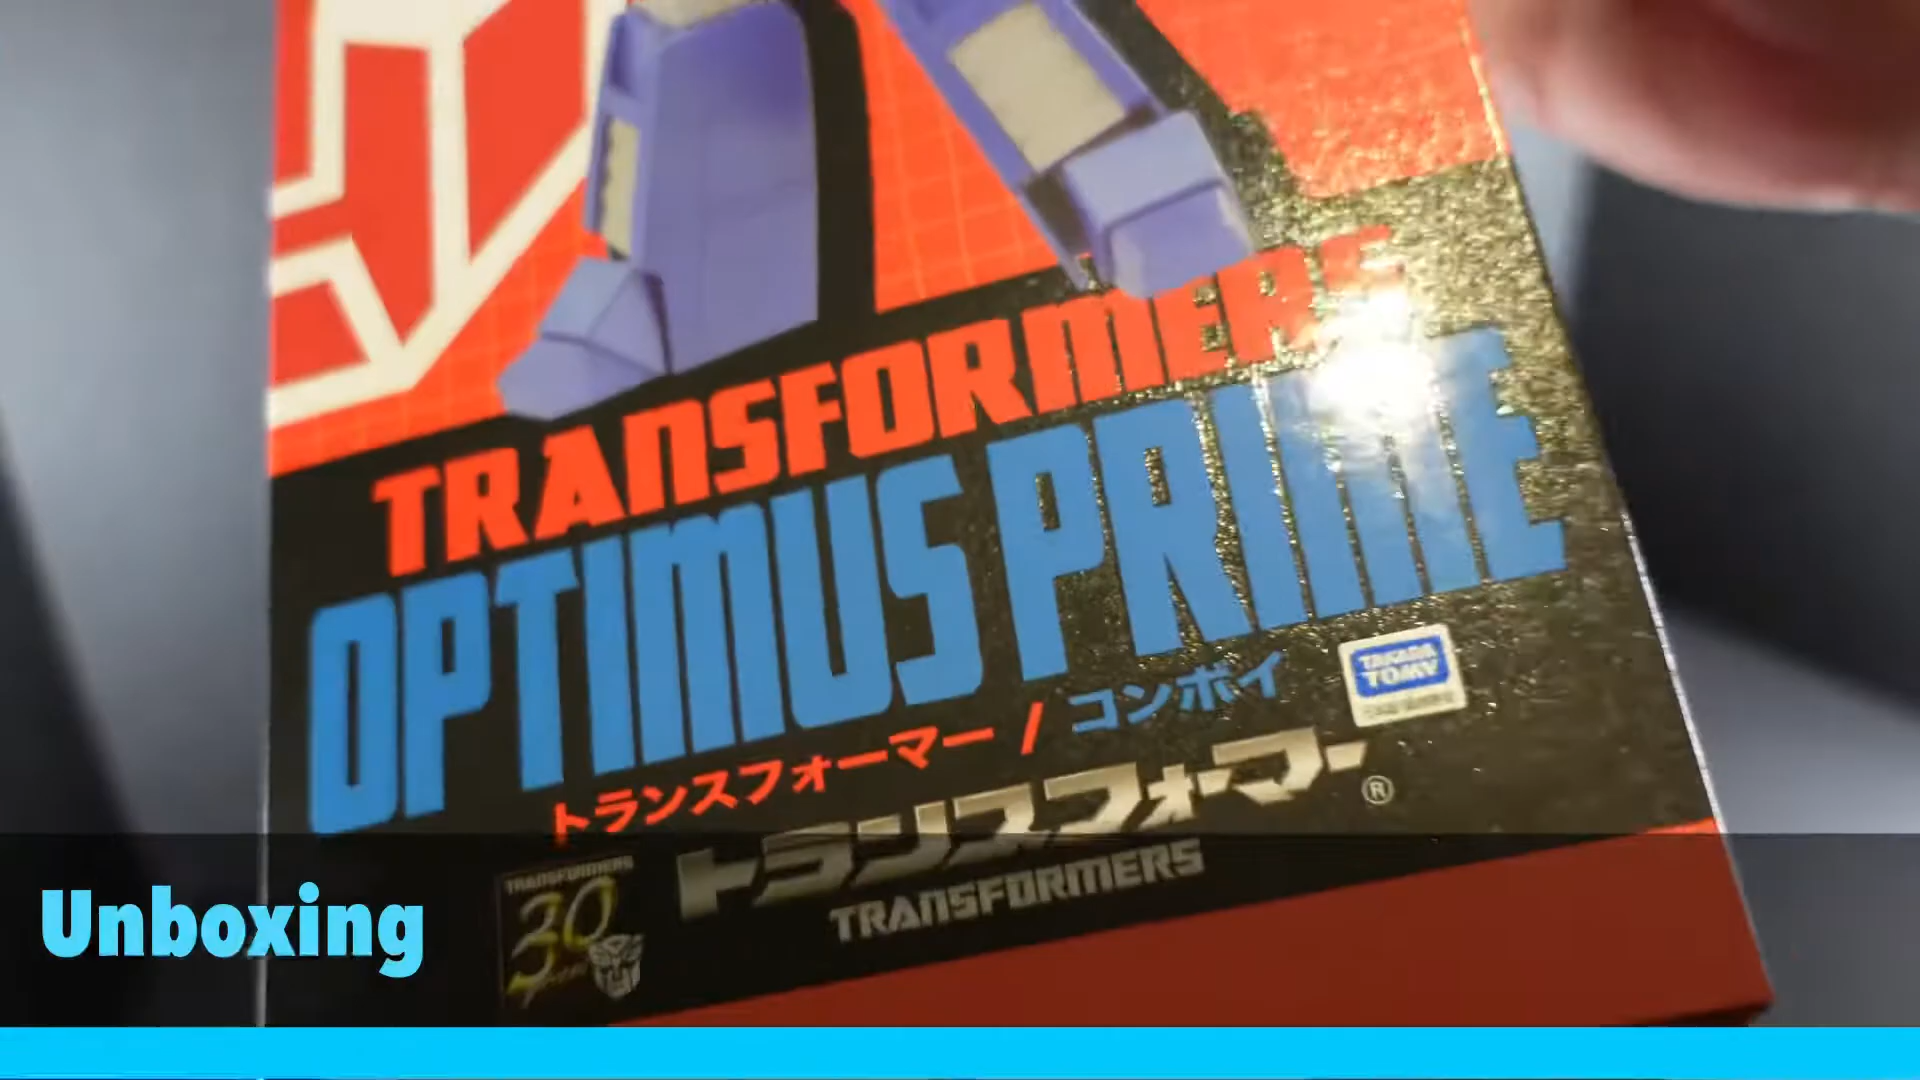 TRANSFORMERS
OPTIMUS PRIME
トランスフォーマー / コンボイ
TAKARA
TOMY
トランスフォーマー ®
TRANSFORMERS
TRANSFORMERS
30
Unboxing